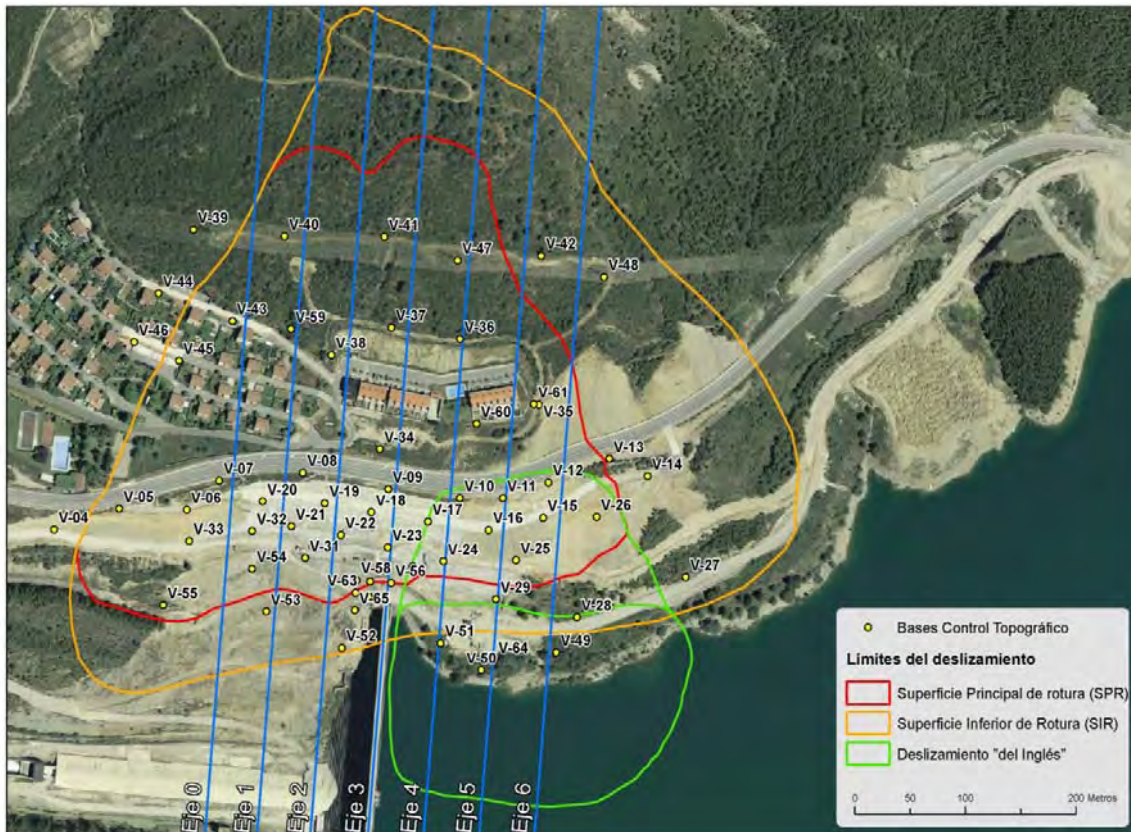 V-39
V-40
V-41
V-42
V-47
V-48
V-44
V-43
V-59
V-37
V-36
V-46
V-45
V-38
V-61
V-35
V-60
V-34
V-13
V-14
V-07
V-08
V-09
V-12
V-05
V-06
V-20
V-19
V-18
V-10
V-11
V-04
V-33
V-32
V-21
V-22
V-17
V-16
V-15
V-26
V-54
V-31
V-23
V-24
V-25
V-55
V-53
V-63
V-58
V-56
V-29
V-27
V-65
V-28
V-52
V-51
V-64
V-49
V-50
Eje 0
Eje 1
Eje 2
Eje 3
Eje 4
Eje 5
Eje 6
Bases Control Topográfico
Limites del deslizamiento
Superficie Principal de rotura (SPR)
Superficie Inferior de Rotura (SIR)
Deslizamiento "del Inglés"
0 50 100 200 Metros